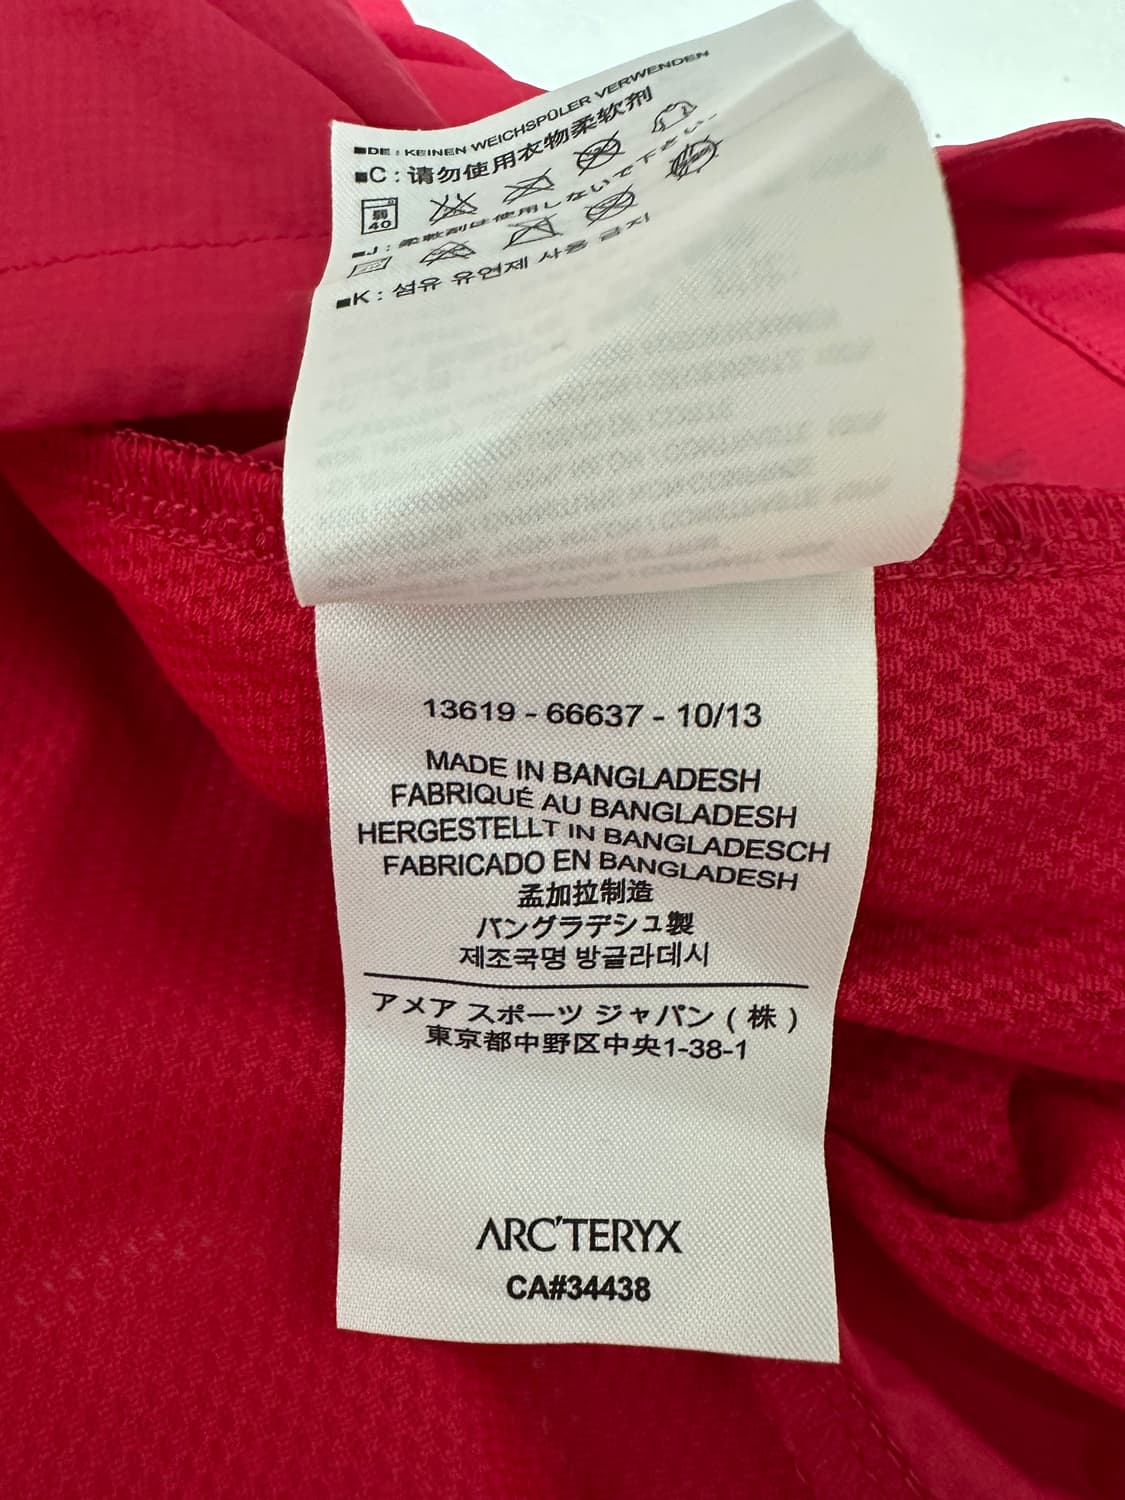 ■DE : KEINEN WEICHSPÜLER VERWENDEN
■C : 请勿使用衣物柔软剂
弱
40
■J : 柔軟剤は使用しないで下さい.
■K : 섬유 유연제 사용 금지
13619 - 66637 - 10/13
MADE IN BANGLADESH
FABRIQUÉ AU BANGLADESH
HERGESTELLT IN BANGLADESCH
FABRICADO EN BANGLADESH
孟加拉制造
バングラデシュ製
제조국명 방글라데시
アメア スポーツ ジャパン ( 株 )
東京都中野区中央1-38-1
ARC'TERYX
CA#34438